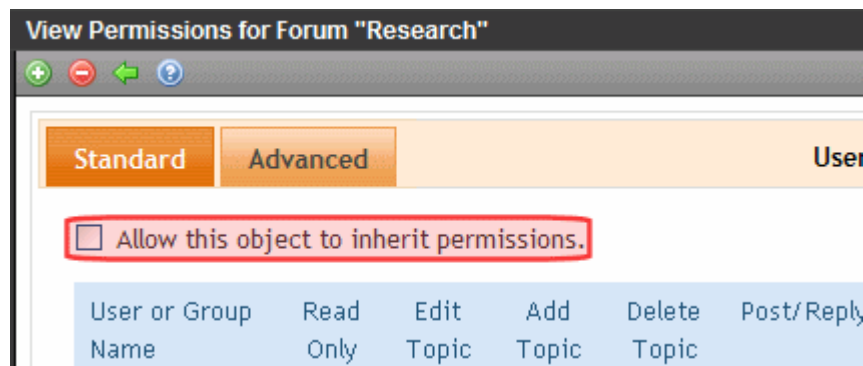 View Permissions for Forum "Research"
Standard Advanced
User
Allow this object to inherit permissions.
User or Group Name
Read Only
Edit Topic
Add Topic
Delete Topic
Post/Reply